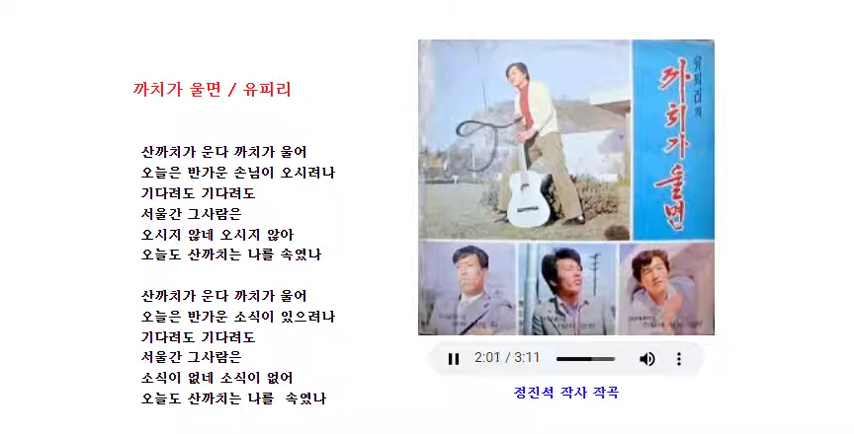 까치가 울면 / 유피리
산까치가 운다 까치가 울어
오늘은 반가운 손님이 오시려나
기다려도 기다려도
서울간 그사람은
오시지 않네 오시지 않아
오늘도 산까치는 나를 속였나
산까치가 운다 까치가 울어
오늘은 반가운 소식이 있으려나
기다려도 기다려도
서울간 그사람은
소식이 없네 소식이 없어
오늘도 산까치는 나를  속였나
유피리의
까치가 울면
2:01 / 3:11
정진석 작사 작곡